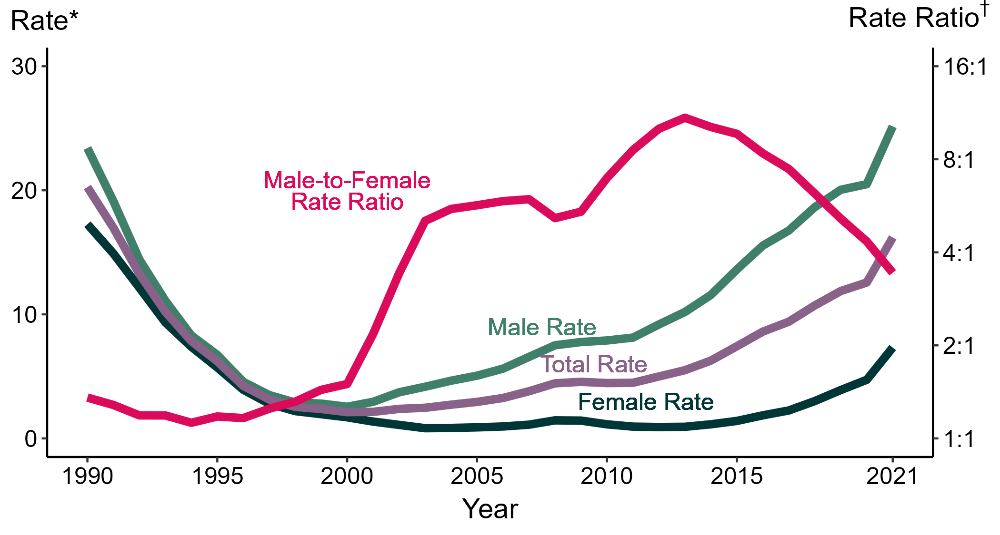 Rate*
Rate Ratio†
30
20
10
0
16:1
8:1
4:1
2:1
1:1
Male-to-Female
Rate Ratio
Male Rate
Total Rate
Female Rate
1990 1995 2000 2005 2010 2015 2021
Year